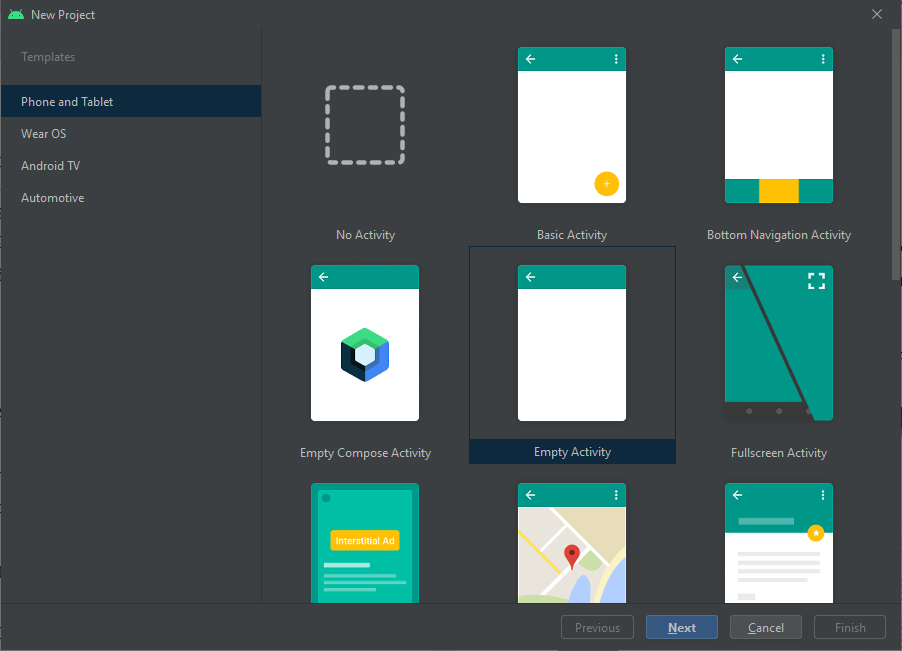 New Project
Templates
Phone and Tablet
Wear OS
Android TV
Automotive
No Activity
Basic Activity
Bottom Navigation Activity
Empty Compose Activity
Empty Activity
Fullscreen Activity
Interstitial Ad
Previous
Next
Cancel
Finish